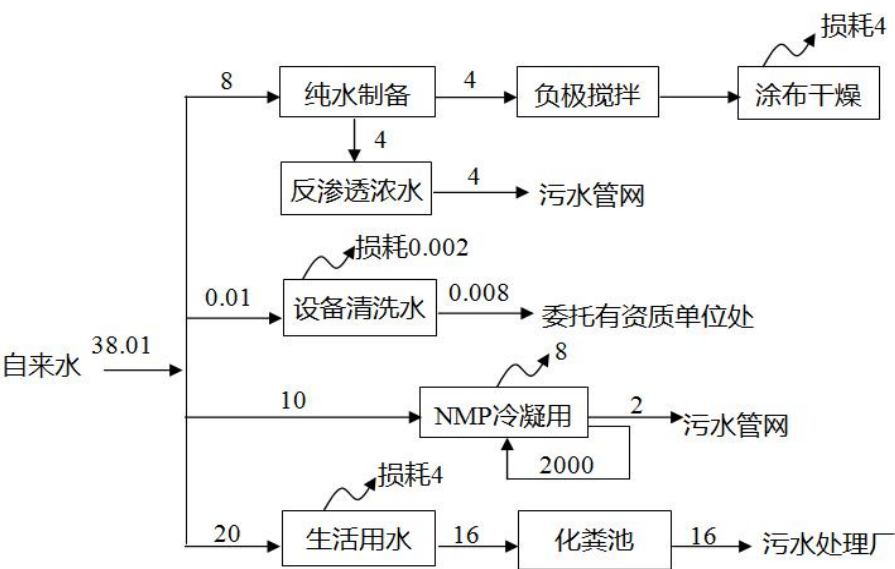 损耗4
8
纯水制备
4
负极搅拌
涂布干燥
4
反渗透浓水
4
污水管网
损耗0.002
0.01
设备清洗水
0.008
委托有资质单位处
自来水
38.01
8
10
NMP冷凝用
2
污水管网
2000
损耗4
20
生活用水
16
化粪池
16
污水处理厂